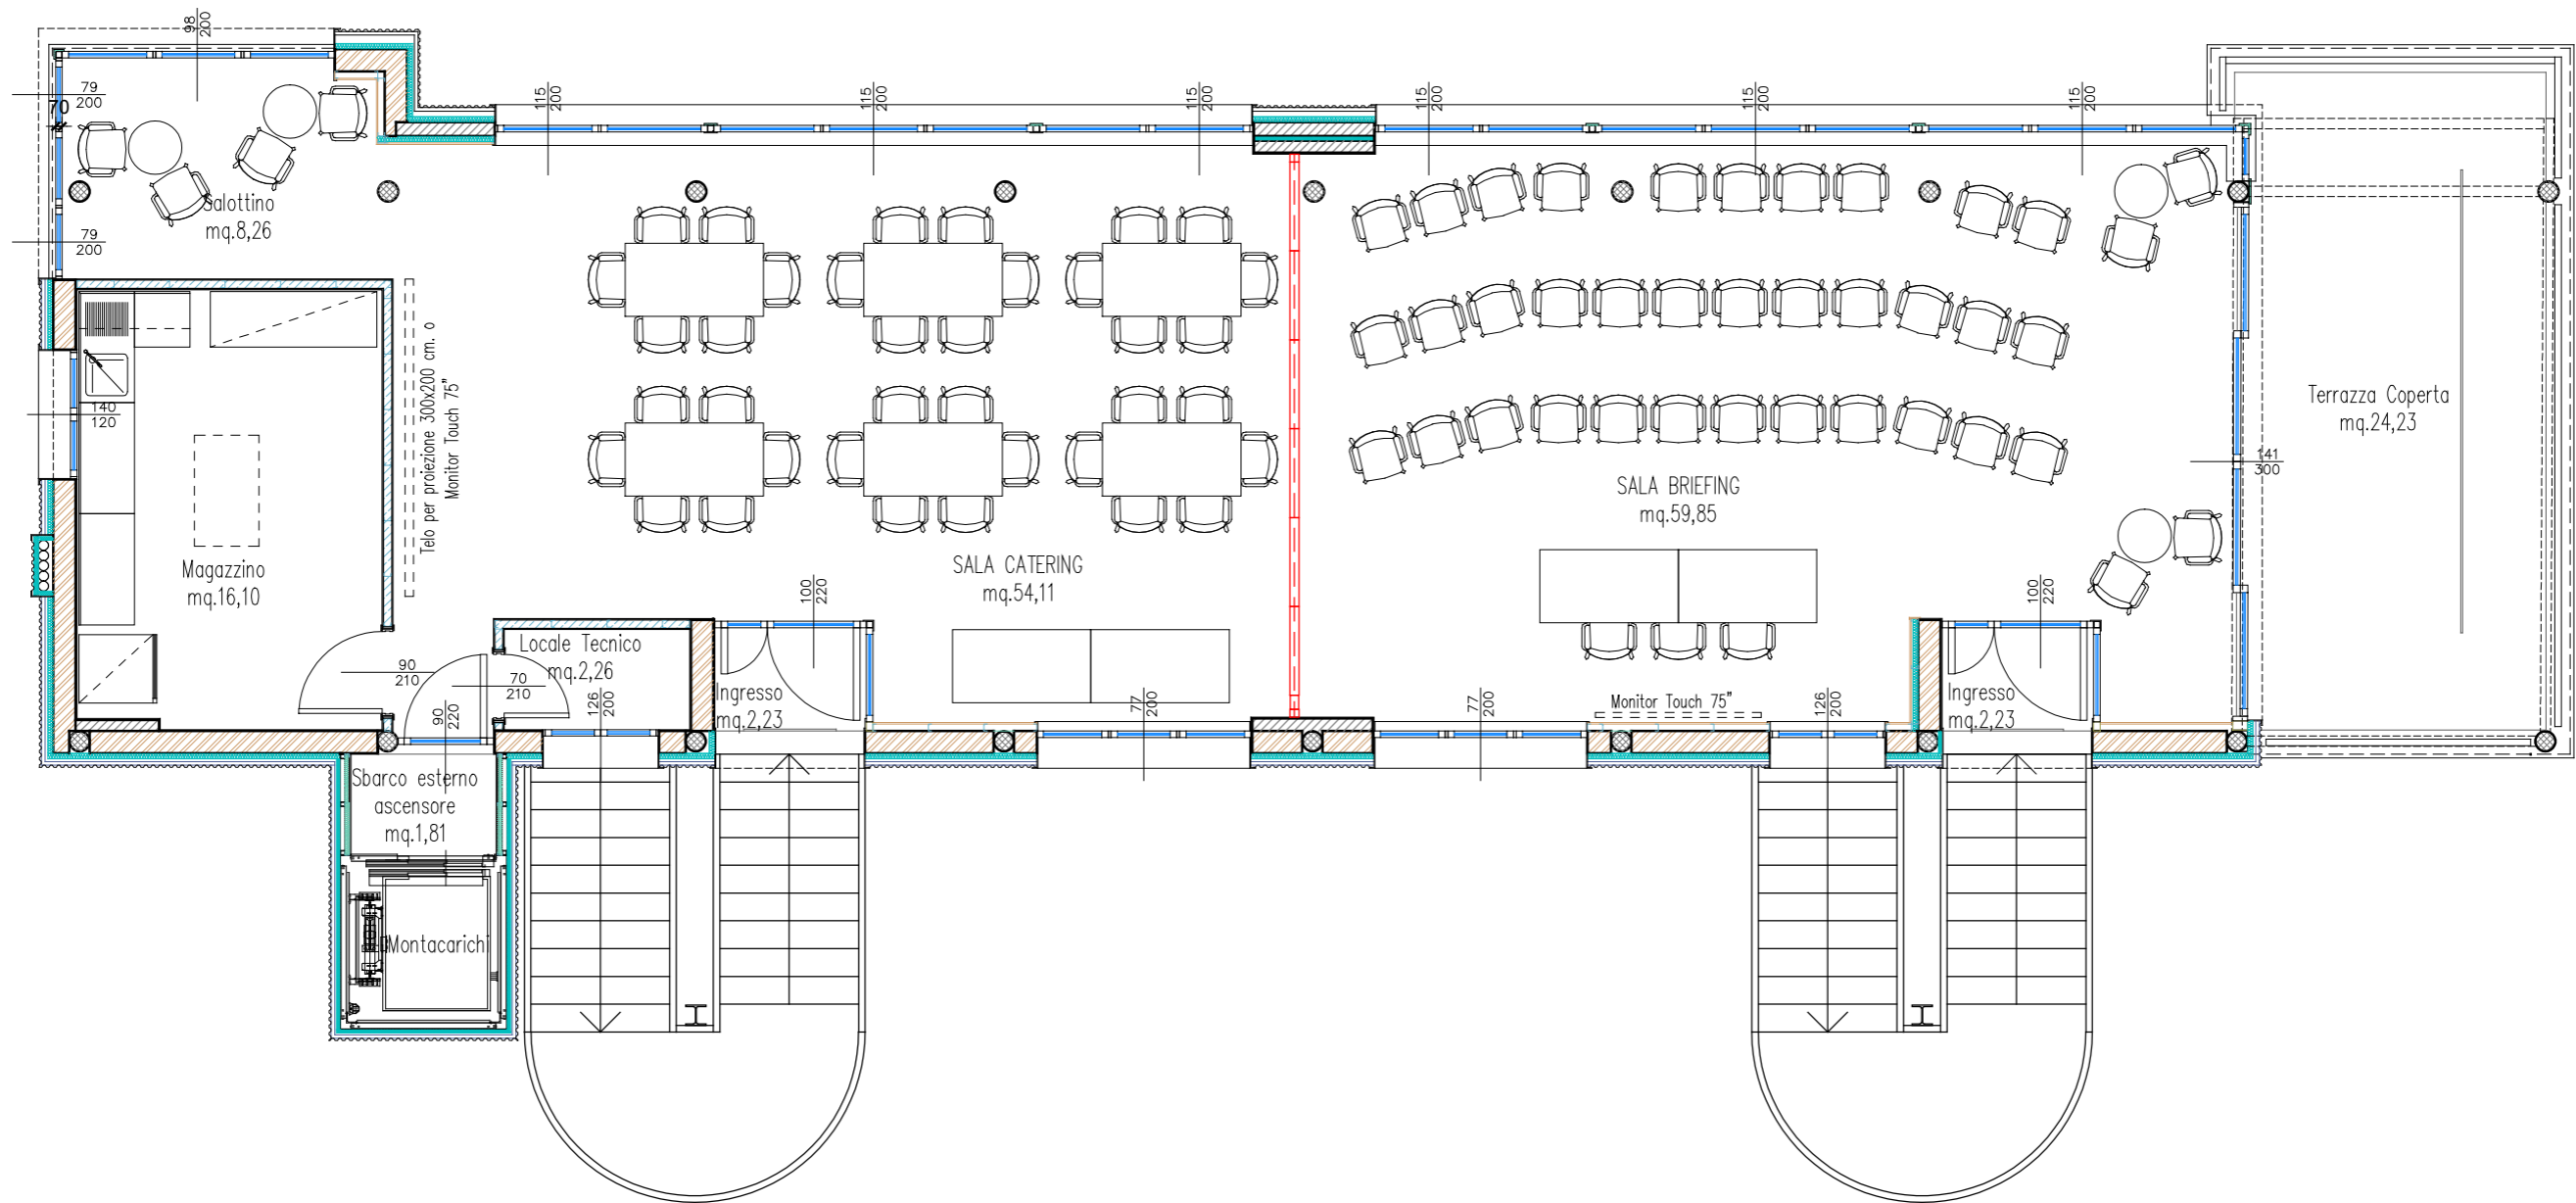 98
200
79
200
70
79
200
115
200
115
200
115
200
115
200
115
200
115
200
Salottino
mq.8,26
140
120
Telo per proiezione 300x200 cm. o
Monitor Touch 75"
Magazzino
mq.16,10
SALA CATERING
mq.54,11
SALA BRIEFING
mq.59,85
Terrazza Coperta
mq.24,23
141
300
Locale Tecnico
mq.2,26
90
210
70
210
90
220
126
200
100
220
Ingresso
mq.2,23
77
200
77
200
Monitor Touch 75"
126
200
100
220
Ingresso
mq.2,23
Sbarco esterno
ascensore
mq.1,81
Montacarichi